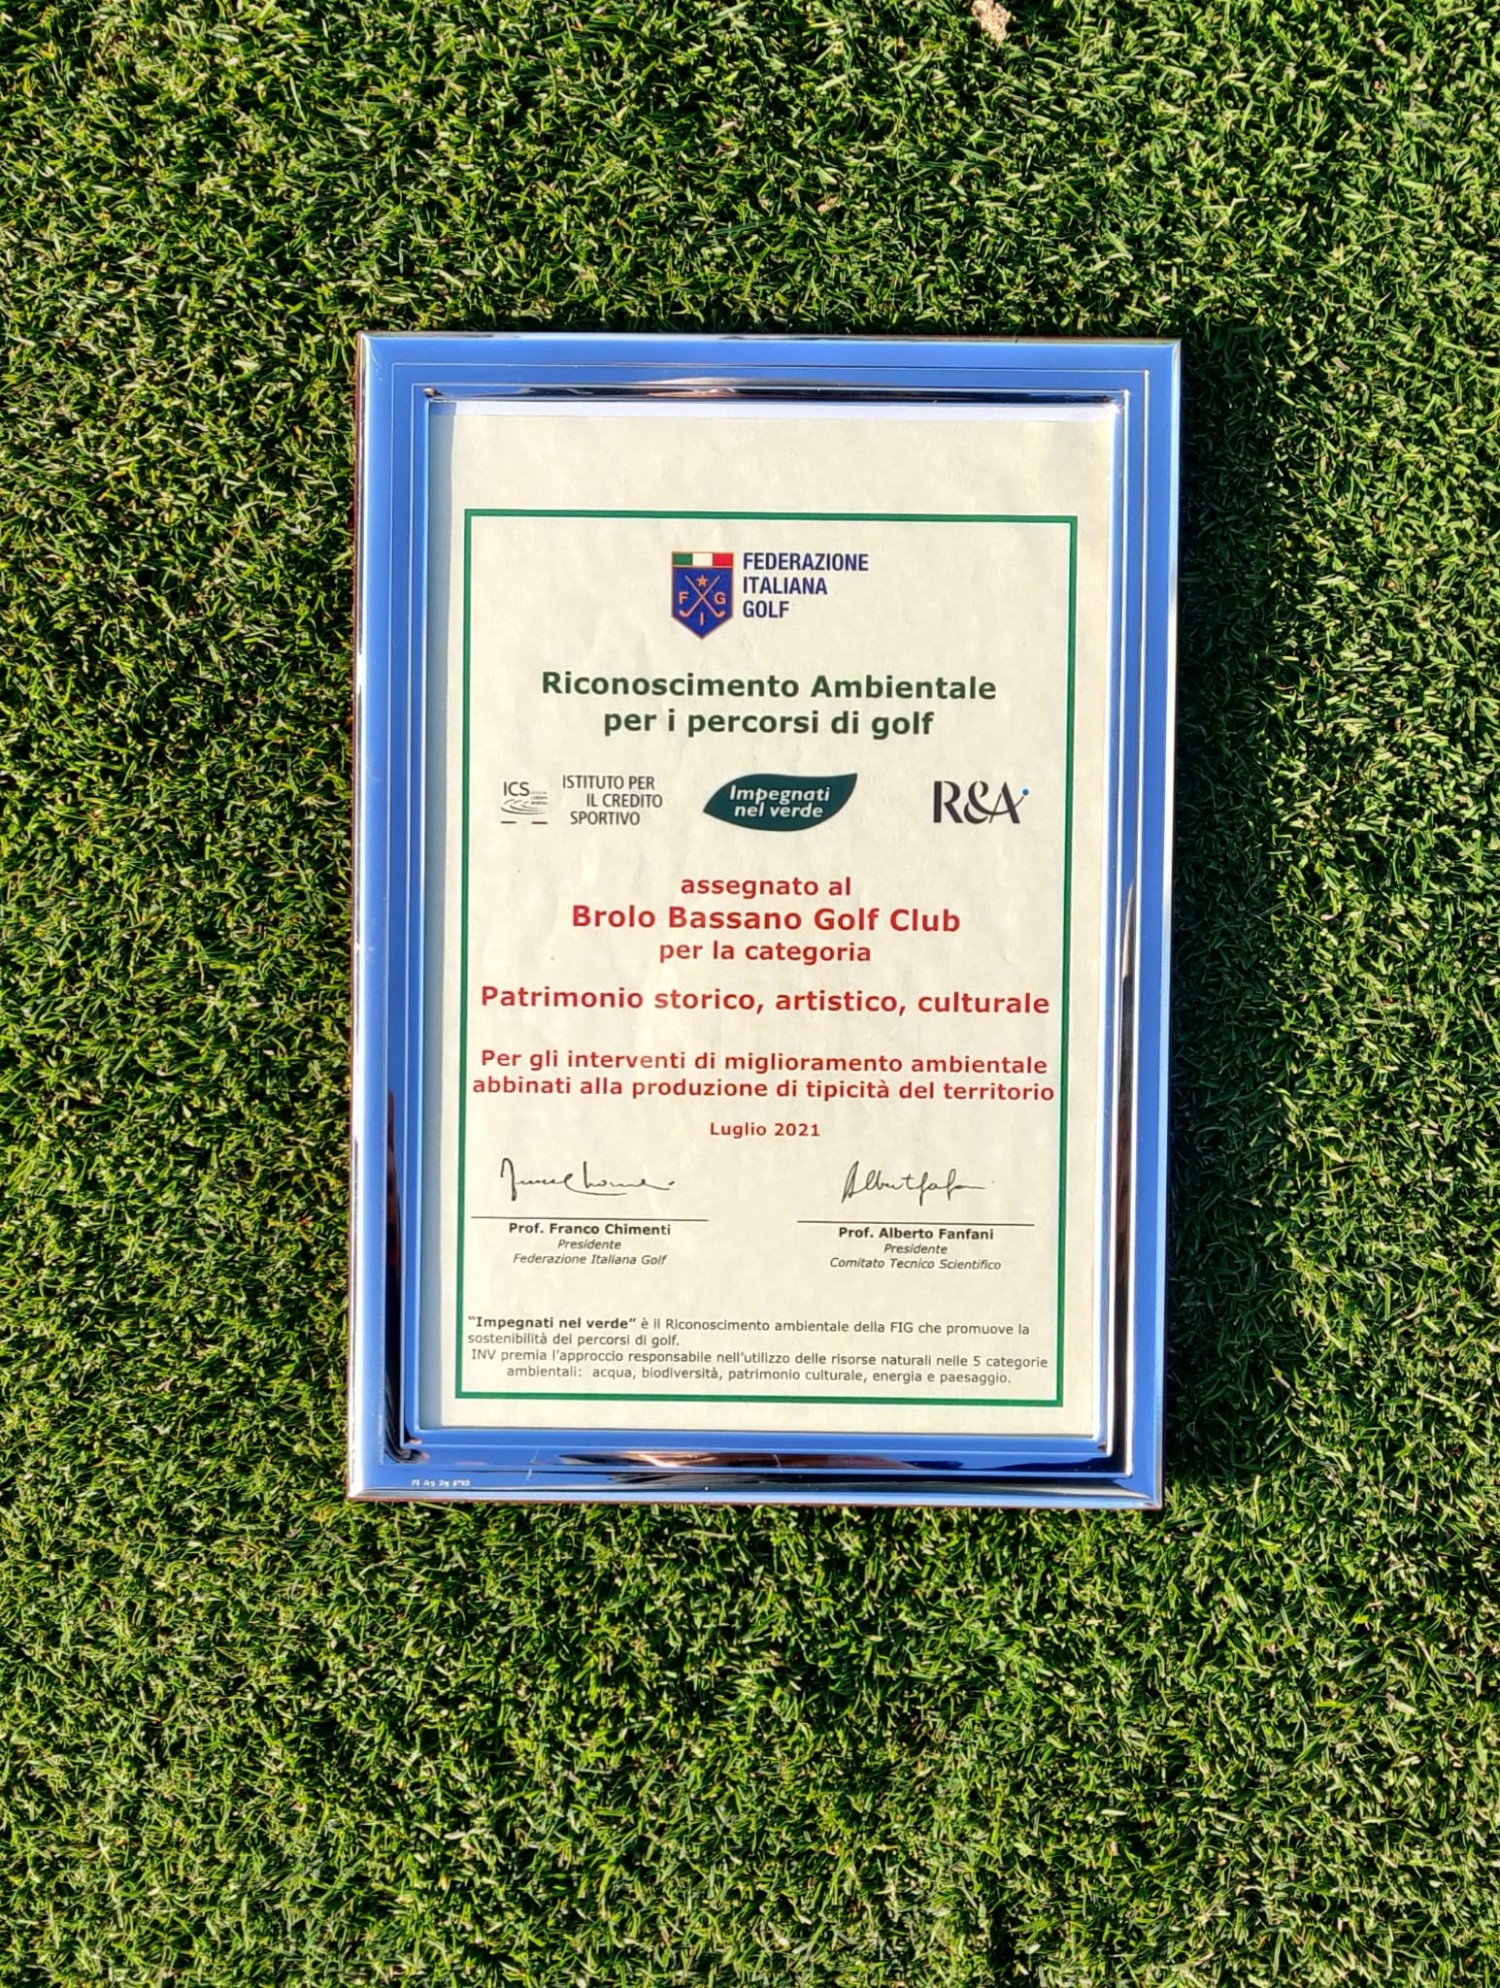 FEDERAZIONE
ITALIANA
GOLF
F G
I
Riconoscimento Ambientale
per i percorsi di golf
ICS
ISTITUTO PER
IL CREDITO
SPORTIVO
Impegnati
nel verde
R&A
assegnato al
Brolo Bassano Golf Club
per la categoria
Patrimonio storico, artistico, culturale
Per gli interventi di miglioramento ambientale
abbinati alla produzione di tipicità del territorio
Luglio 2021
Prof. Franco Chimenti
Presidente
Federazione Italiana Golf
Prof. Alberto Fanfani
Presidente
Comitato Tecnico Scientifico
"Impegnati nel verde" è il Riconoscimento ambientale della FIG che promuove la
sostenibilità dei percorsi di golf.
INV premia l'approccio responsabile nell'utilizzo delle risorse naturali nelle 5 categorie
ambientali: acqua, biodiversità, patrimonio culturale, energia e paesaggio.